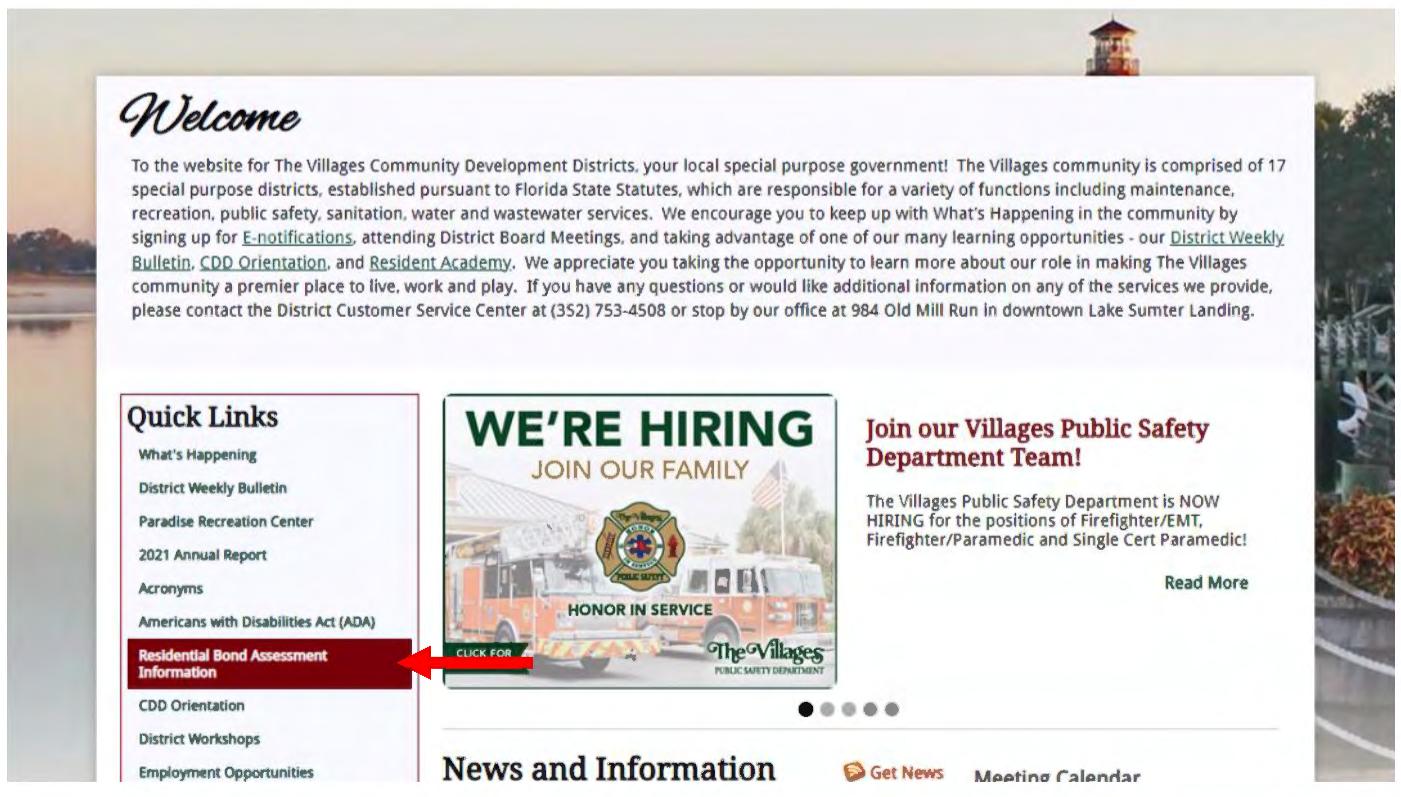 Welcome
To the website for The Villages Community Development Districts, your local special purpose government!  The Villages community is comprised of 17
special purpose districts, established pursuant to Florida State Statutes, which are responsible for a variety of functions including maintenance,
recreation, public safety, sanitation, water and wastewater services.  We encourage you to keep up with What's Happening in the community by
signing up for E-notifications, attending District Board Meetings, and taking advantage of one of our many learning opportunities - our District Weekly
Bulletin, CDD Orientation, and Resident Academy.  We appreciate you taking the opportunity to learn more about our role in making The Villages
community a premier place to live, work and play.  If you have any questions or would like additional information on any of the services we provide,
please contact the District Customer Service Center at (352) 753-4508 or stop by our office at 984 Old Mill Run in downtown Lake Sumter Landing.
Quick Links
What's Happening
District Weekly Bulletin
Paradise Recreation Center
2021 Annual Report
Acronyms
Americans with Disabilities Act (ADA)
Residential Bond Assessment
Information
CDD Orientation
District Workshops
Employment Opportunities
WE'RE HIRING
JOIN OUR FAMILY
The Villages
HONOR
IN SERVICE
PUBLIC SAFETY
HONOR IN SERVICE
CLICK FOR
The Villages
PUBLIC SAFETY DEPARTMENT
Join our Villages Public Safety
Department Team!
The Villages Public Safety Department is NOW
HIRING for the positions of Firefighter/EMT,
Firefighter/Paramedic and Single Cert Paramedic!
Read More
News and Information
Get News
Meeting Calendar